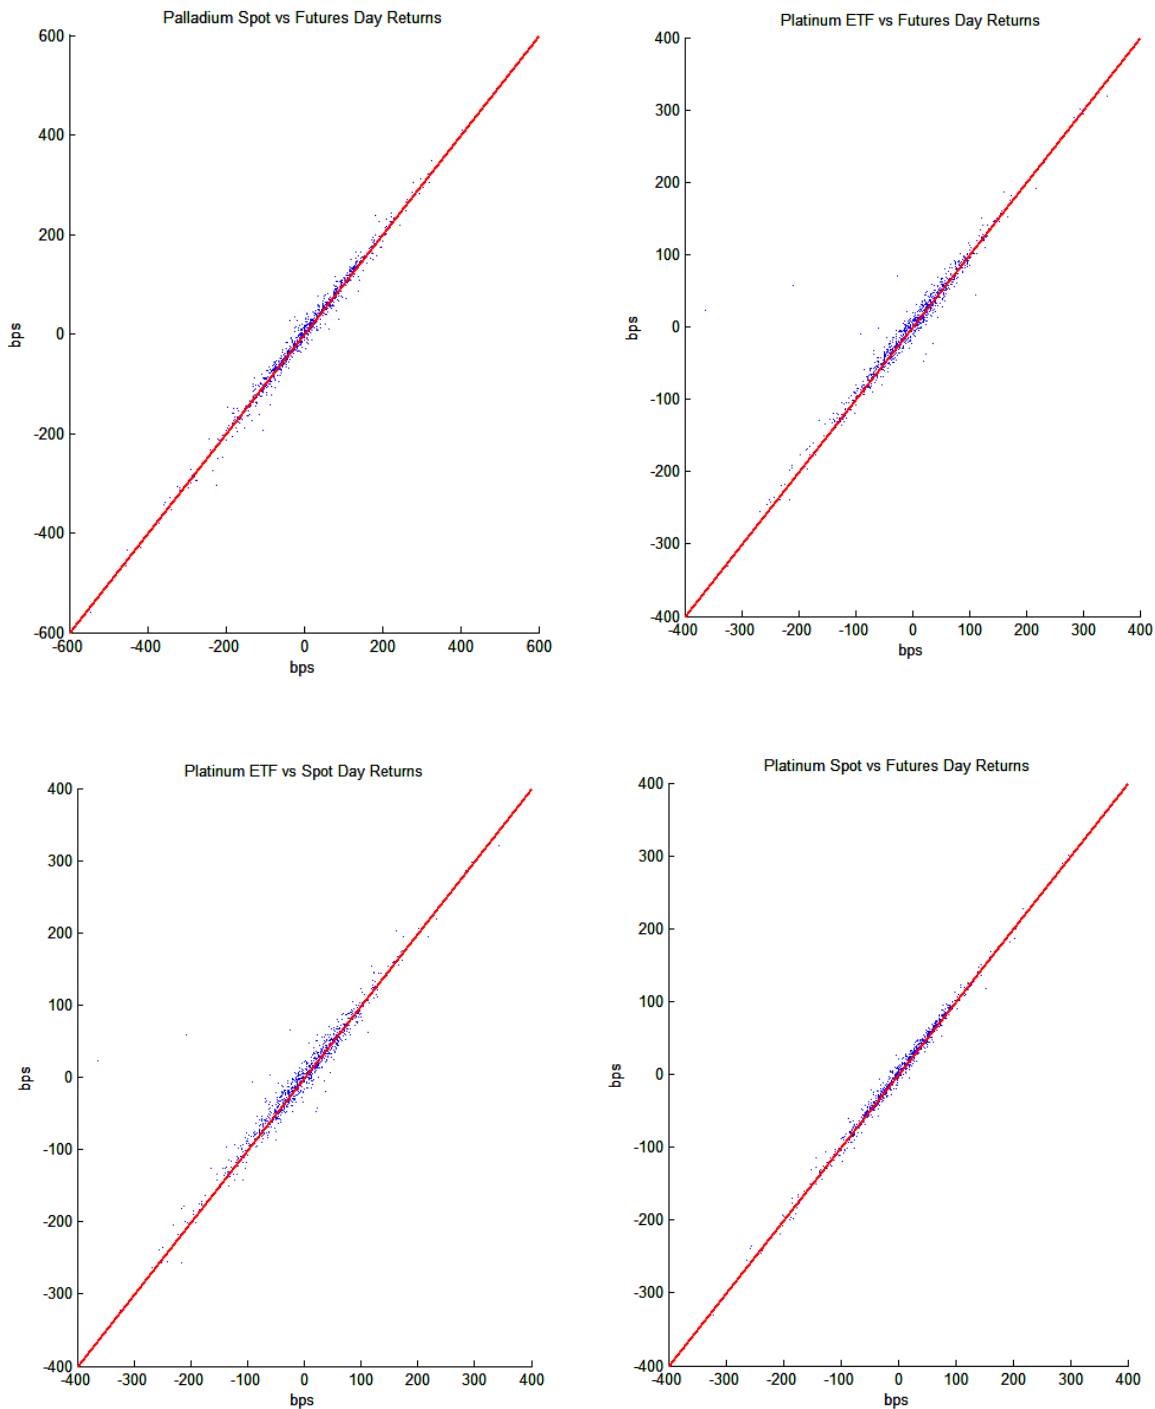 Palladium Spot vs Futures Day Returns
600
400
200
0
-200
-400
-600
bps
-600 -400 -200 0 200 400 600
bps
Platinum ETF vs Futures Day Returns
400
300
200
100
0
-100
-200
-300
-400
bps
-400 -300 -200 -100 0 100 200 300 400
bps
Platinum ETF vs Spot Day Returns
400
300
200
100
0
-100
-200
-300
-400
bps
-400 -300 -200 -100 0 100 200 300 400
bps
Platinum Spot vs Futures Day Returns
400
300
200
100
0
-100
-200
-300
-400
bps
-400 -300 -200 -100 0 100 200 300 400
bps